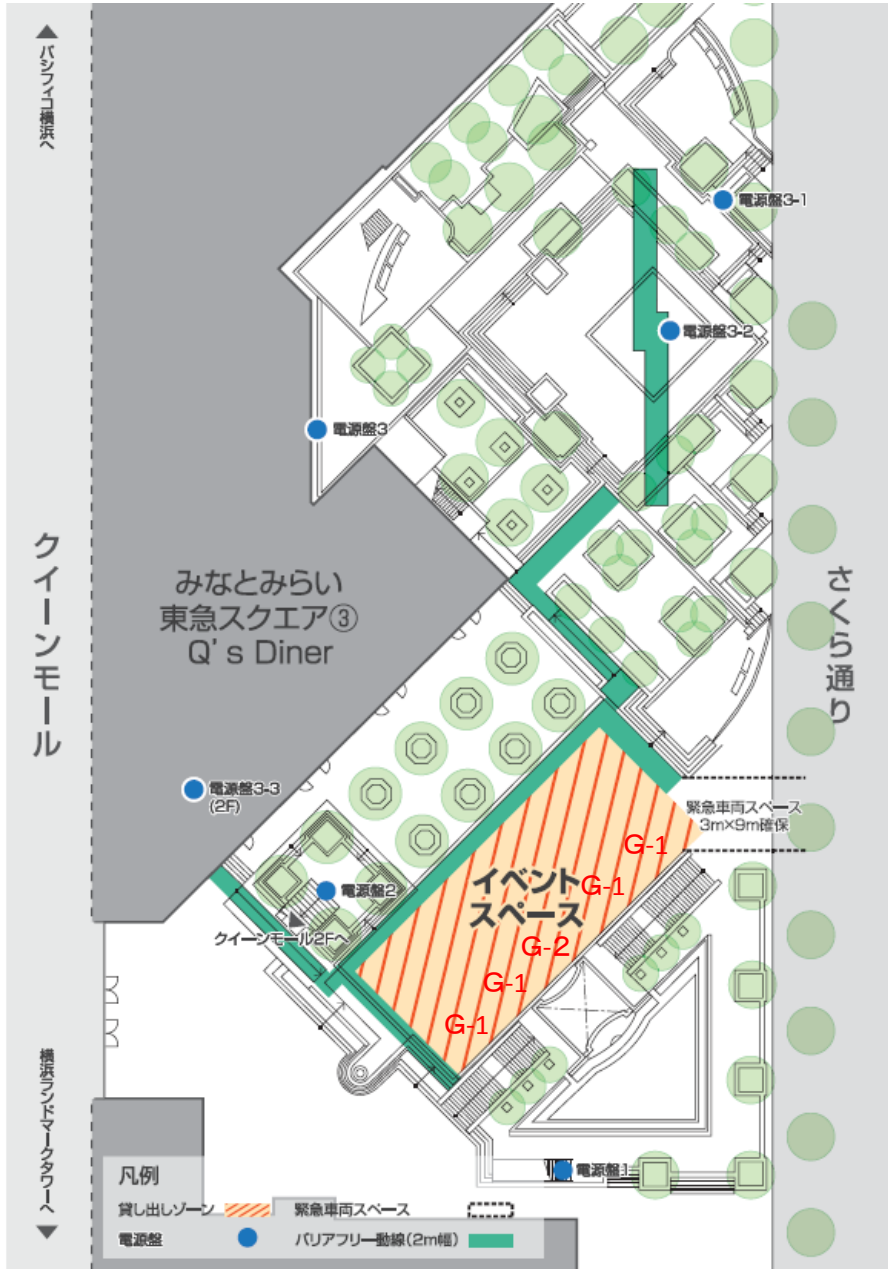 ▲パシフィコ横浜へ
電源盤3-1
電源盤3-2
電源盤3
クイーンモール
みなとみらい
東急スクエア③
Q's Diner
さくら通り
電源盤3-3
(2F)
緊急車両スペース
3m×9m確保
G-1
イベント
スペース
G-1
電源盤2
クイーンモール2Fへ
G-2
G-1
G-1
横浜ランドマークタワーへ▼
電源盤1
凡例
貸し出しゾーン
緊急車両スペース
電源盤
バリアフリー動線(2m幅)